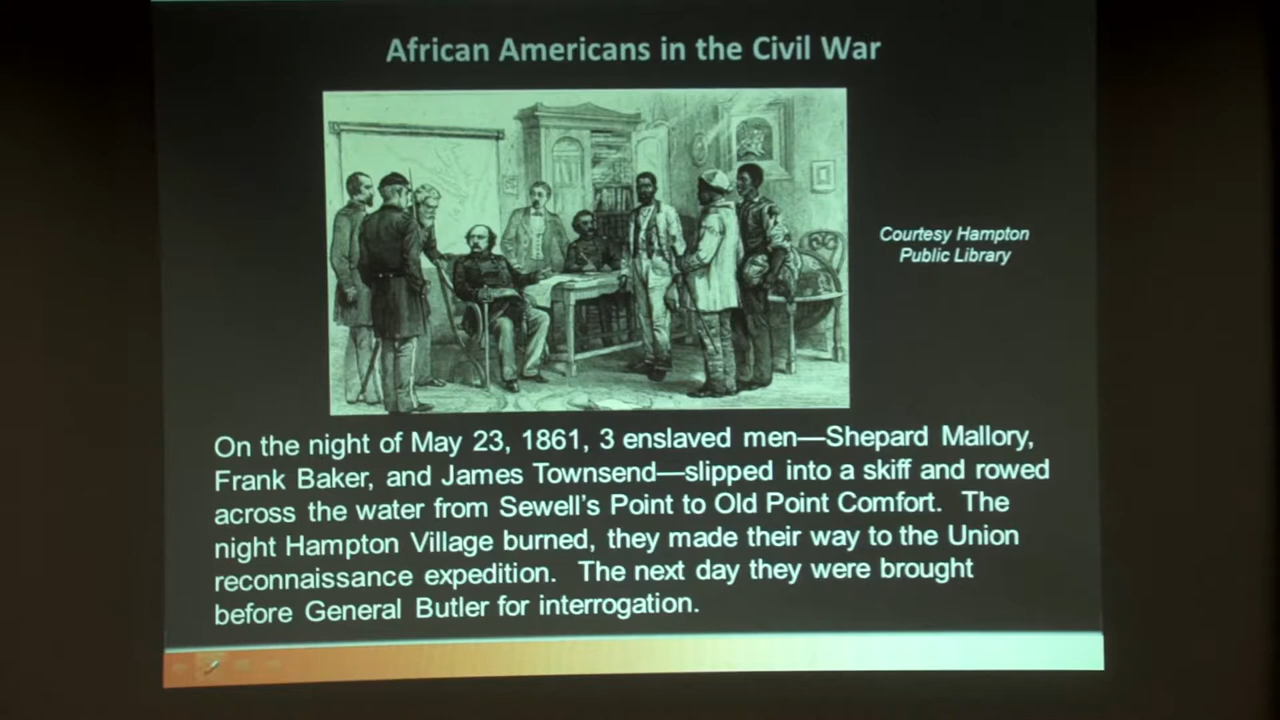 African Americans in the Civil War
Courtesy Hampton
Public Library
On the night of May 23, 1861, 3 enslaved men—Shepard Mallory,
Frank Baker, and James Townsend—slipped into a skiff and rowed
across the water from Sewell's Point to Old Point Comfort. The
night Hampton Village burned, they made their way to the Union
reconnaissance expedition. The next day they were brought
before General Butler for interrogation.